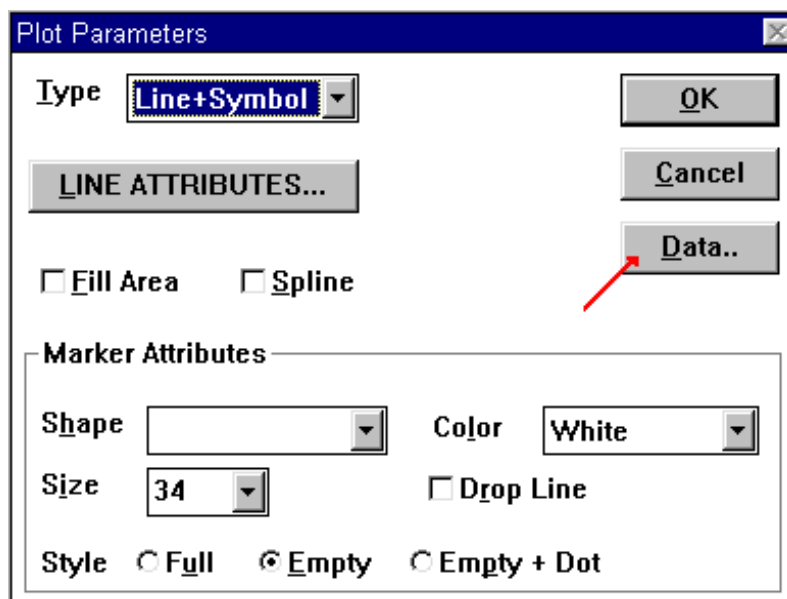 Plot Parameters
Type Line+Symbol OK
LINE ATTRIBUTES... Cancel
Data..
Fill Area Spline
Marker Attributes
Shape Color White
Size 34 Drop Line
Style Full Empty Empty + Dot